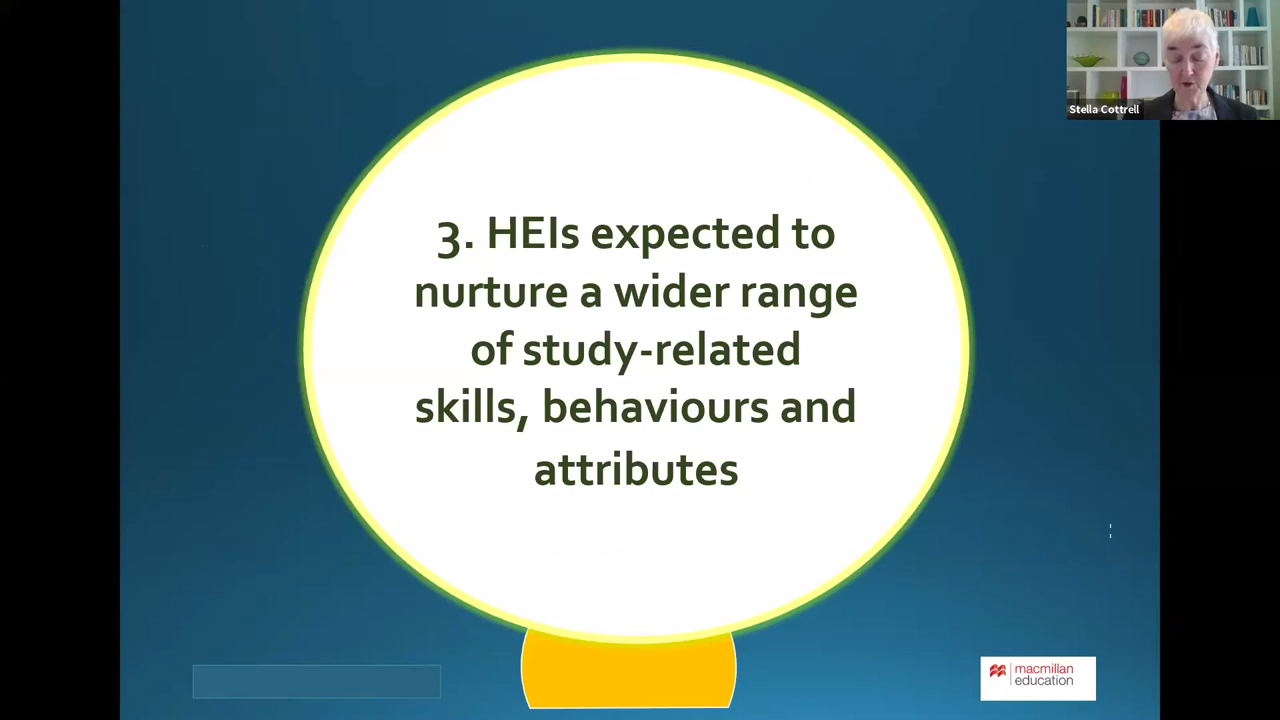 Stella Cottrell
3. HEIs expected to
nurture a wider range
of study-related
skills, behaviours and
attributes
macmillan
education